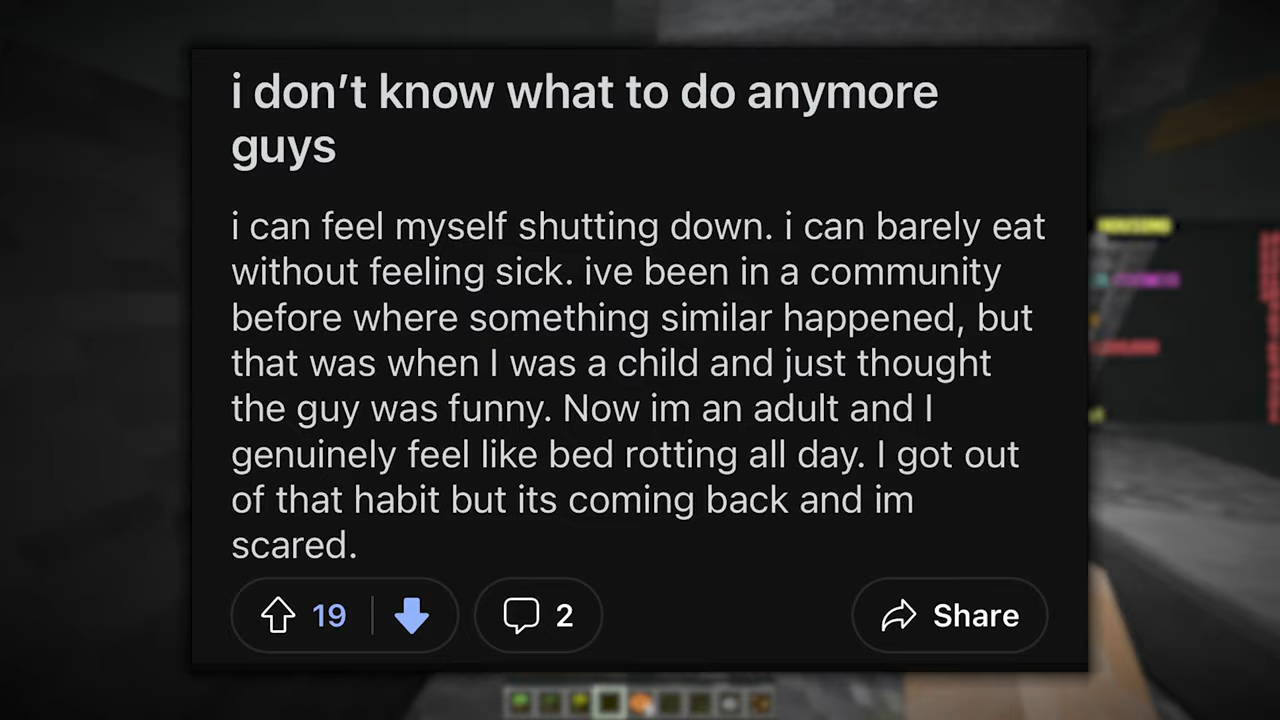 i don’t know what to do anymore
guys
i can feel myself shutting down. i can barely eat
without feeling sick. ive been in a community
before where something similar happened, but
that was when I was a child and just thought
the guy was funny. Now im an adult and I
genuinely feel like bed rotting all day. I got out
of that habit but its coming back and im
scared.
19
2
Share
HOUSING